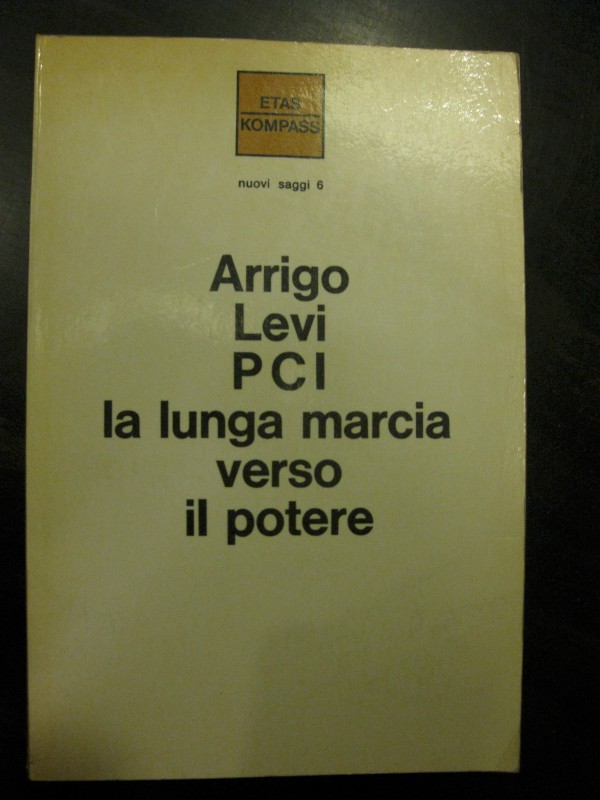 ETAS
KOMPASS
nuovi saggi 6
Arrigo
Levi
PCI
la lunga marcia
verso
il potere